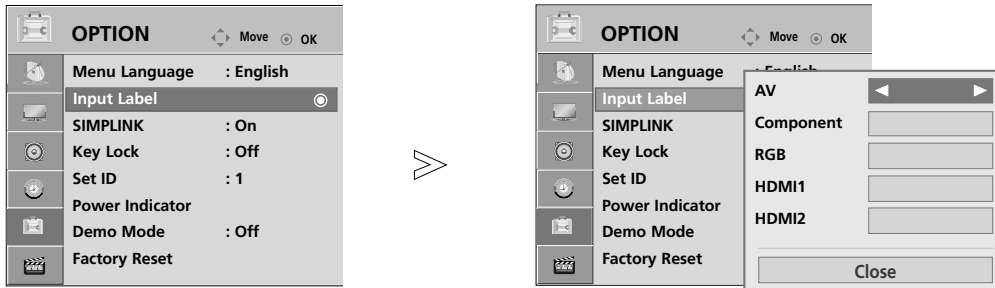 OPTION Move OK
Menu Language : English
Input Label
SIMPLINK : On
Key Lock : Off
Set ID : 1
Power Indicator
Demo Mode : Off
Factory Reset
OPTION Move OK
Menu Language : English
Input Label
SIMPLINK
Key Lock
Set ID
Power Indicator
Demo Mode
Factory Reset
AV
Component
RGB
HDMI1
HDMI2
Close